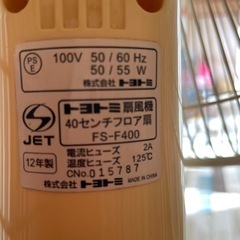 PS
E
100V 50/60Hz
50/55 W
株式会社 トヨトミ
S
JET
トヨトミ 扇風機
40センチフロア扇
FS-F400
12年製
電流ヒューズ 2A
温度ヒューズ 125℃
CNo.015787
株式会社 トヨトミ MADE IN CHINA